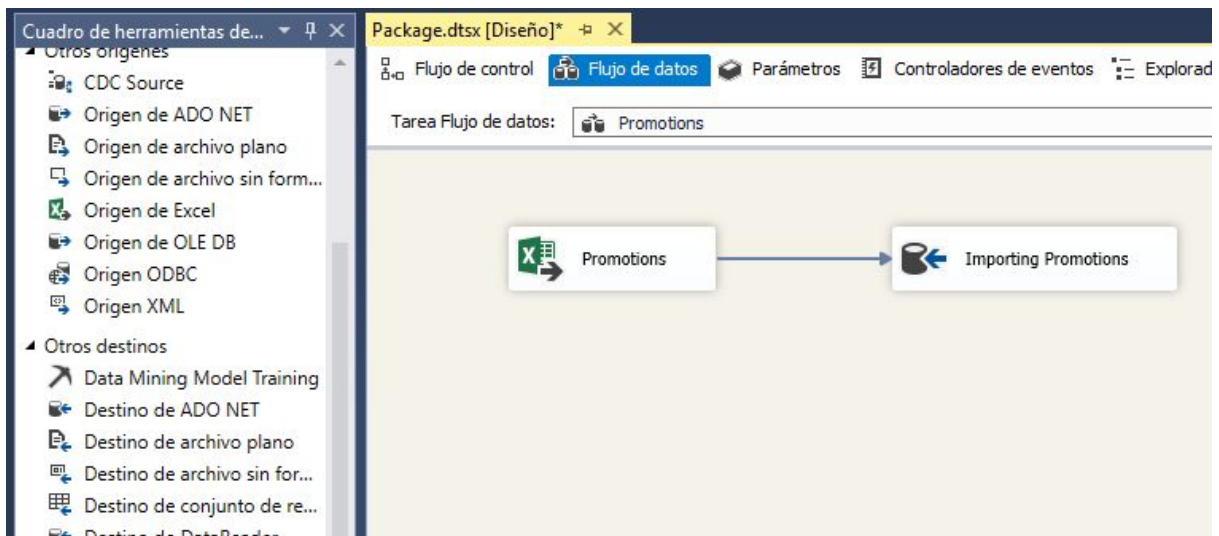 Cuadro de herramientas de...
Otros orígenes
CDC Source
Origen de ADO NET
Origen de archivo plano
Origen de archivo sin form...
Origen de Excel
Origen de OLE DB
Origen ODBC
Origen XML
Otros destinos
Data Mining Model Training
Destino de ADO NET
Destino de archivo plano
Destino de archivo sin for...
Destino de conjunto de re...
Destino de DataReader
Package.dtsx [Diseño]*
Flujo de control Flujo de datos Parámetros Controladores de eventos Explorad
Tarea Flujo de datos: Promotions
Promotions Importing Promotions